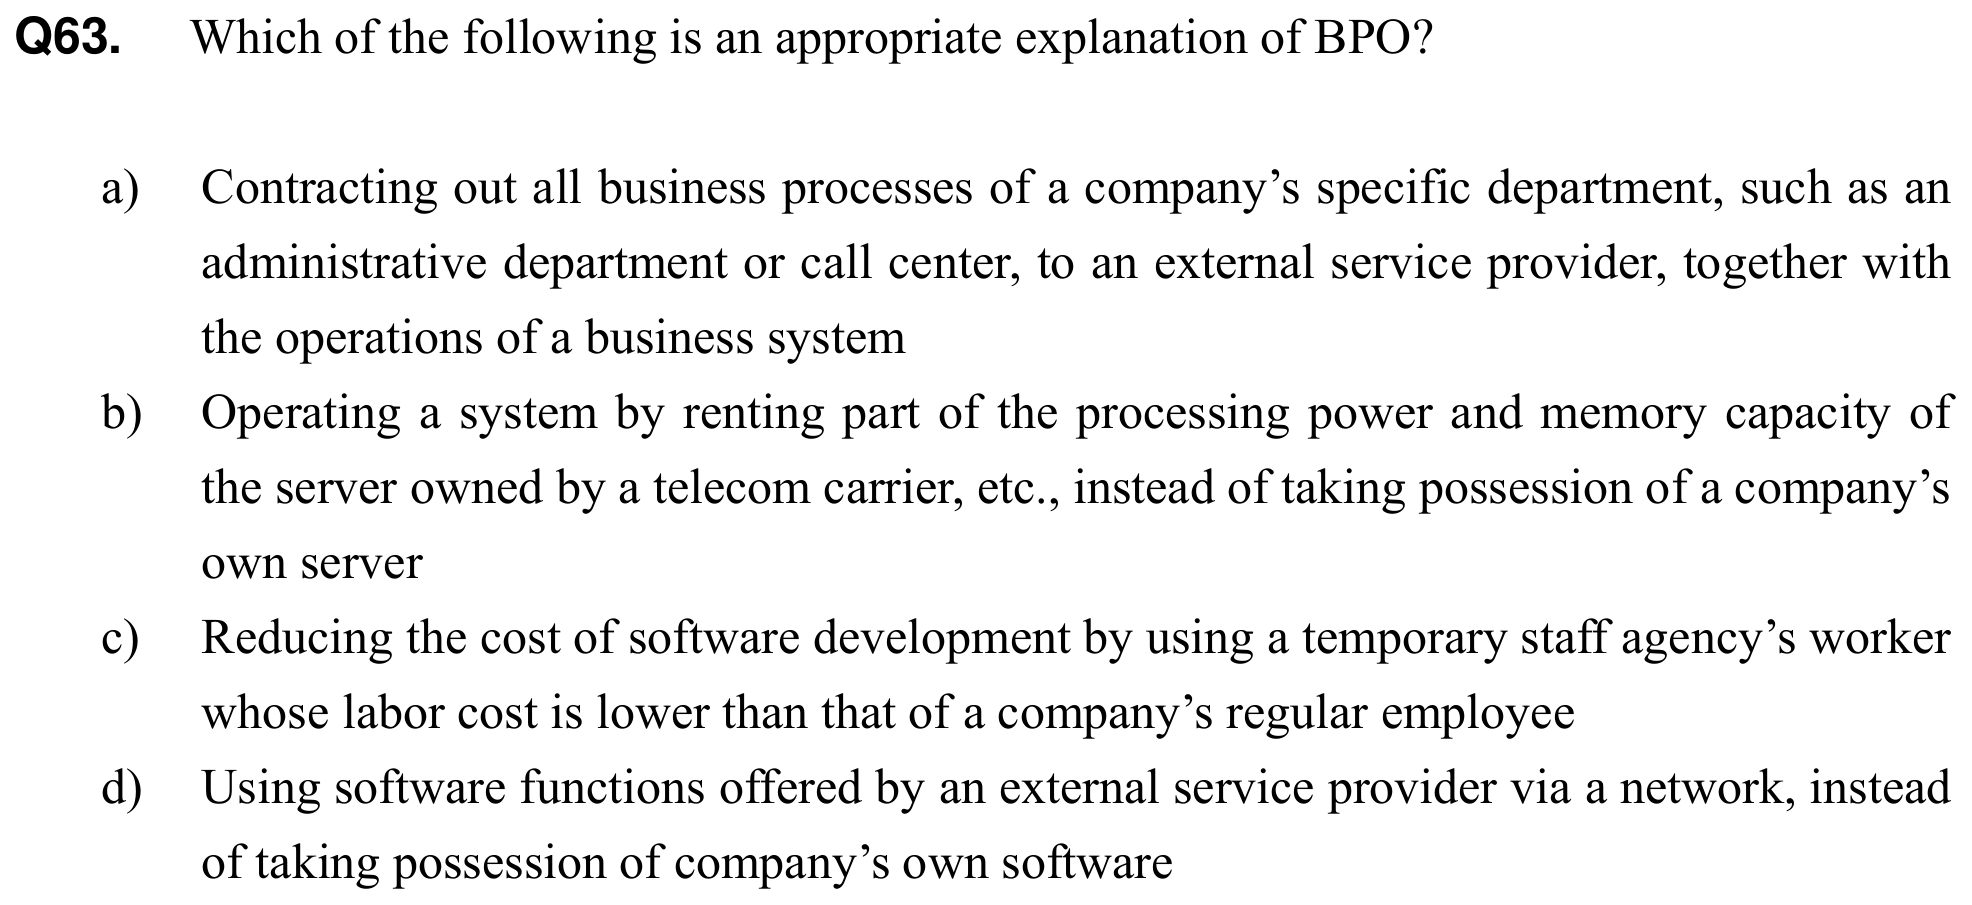 Q63. Which of the following is an appropriate explanation of BPO?
a) Contracting out all business processes of a company’s specific department, such as an
administrative department or call center, to an external service provider, together with
the operations of a business system
b) Operating a system by renting part of the processing power and memory capacity of
the server owned by a telecom carrier, etc., instead of taking possession of a company’s
own server
c) Reducing the cost of software development by using a temporary staff agency’s worker
whose labor cost is lower than that of a company’s regular employee
d) Using software functions offered by an external service provider via a network, instead
of taking possession of company’s own software